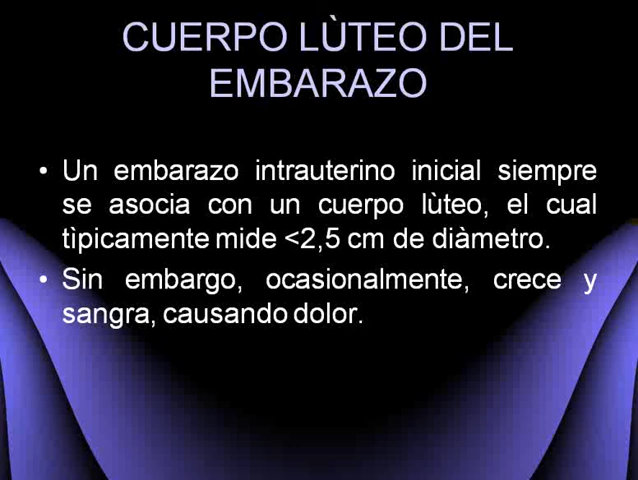 CUERPO LÙTEO DEL
EMBARAZO
• Un embarazo intrauterino inicial siempre
se asocia con un cuerpo lùteo, el cual
tìpicamente mide <2,5 cm de diàmetro.
• Sin embargo, ocasionalmente, crece y
sangra, causando dolor.